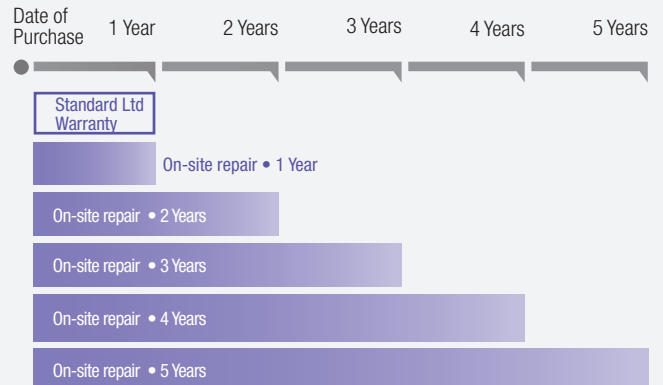 Date of
Purchase
1 Year
2 Years
3 Years
4 Years
5 Years
Standard Ltd
Warranty
On-site repair • 1 Year
On-site repair • 2 Years
On-site repair • 3 Years
On-site repair • 4 Years
On-site repair • 5 Years